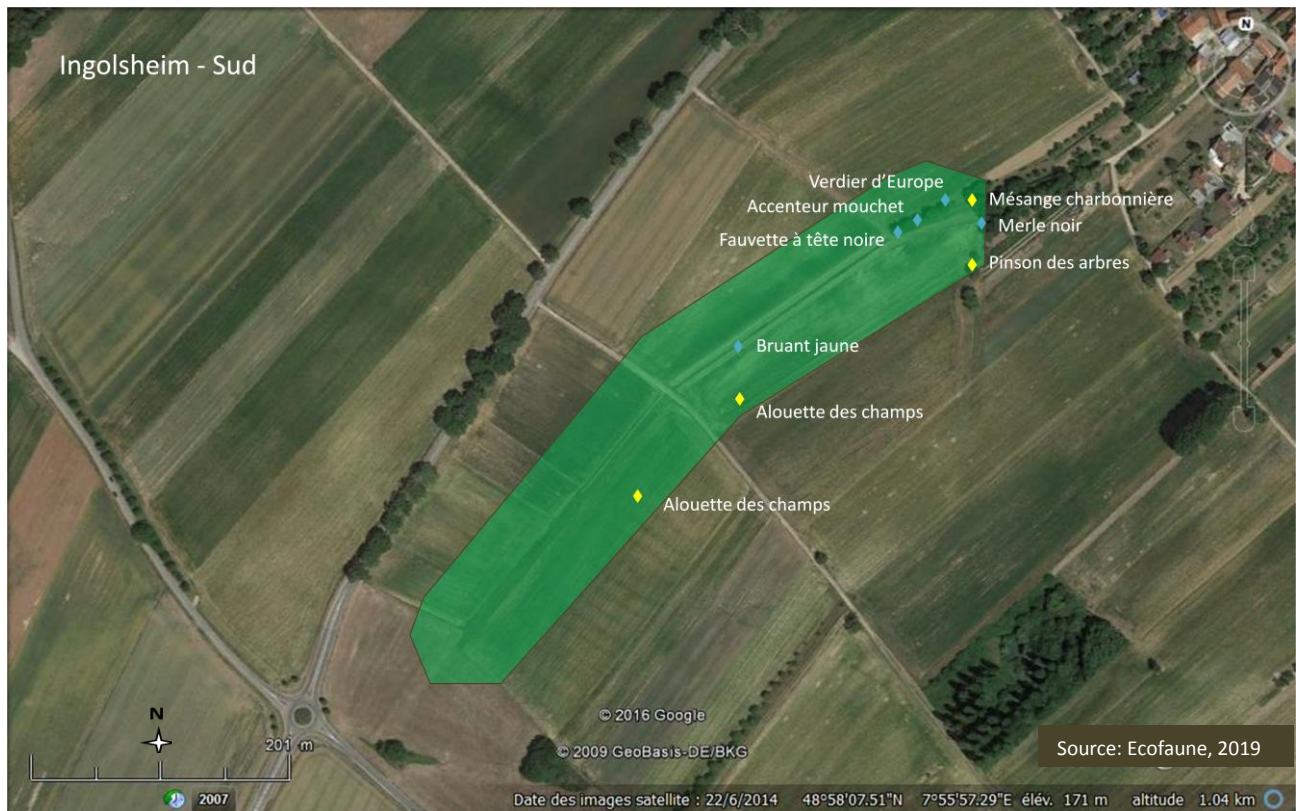 N
Ingolsheim - Sud
Verdier d'Europe
Mésange charbonnière
Accenteur mouchet
Merle noir
Fauvette à tête noire
Pinson des arbres
Bruant jaune
Alouette des champs
Alouette des champs
N
© 2016 Google
201 m
© 2009 GeoBasis-DE/BKG
Source: Ecofaune, 2019
2007
Date des images satellite : 22/6/2014 48°58'07.51"N 7°55'57.29"E élév. 171 m altitude 1.04 km